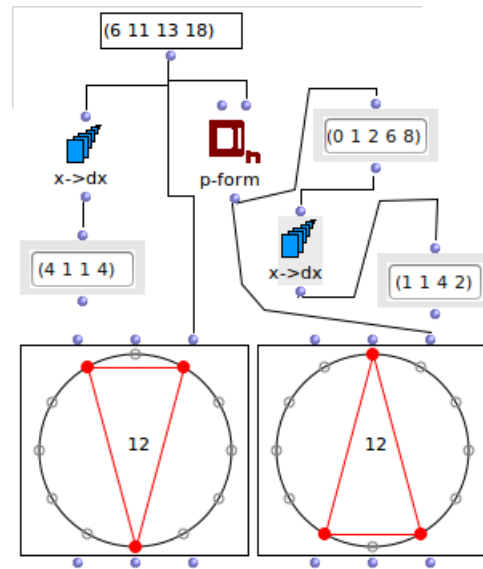 (6 11 13 18)
x->dx
p-form
n
(0 1 2 6 8)
x->dx
(4 1 1 4)
(1 1 4 2)
12
12